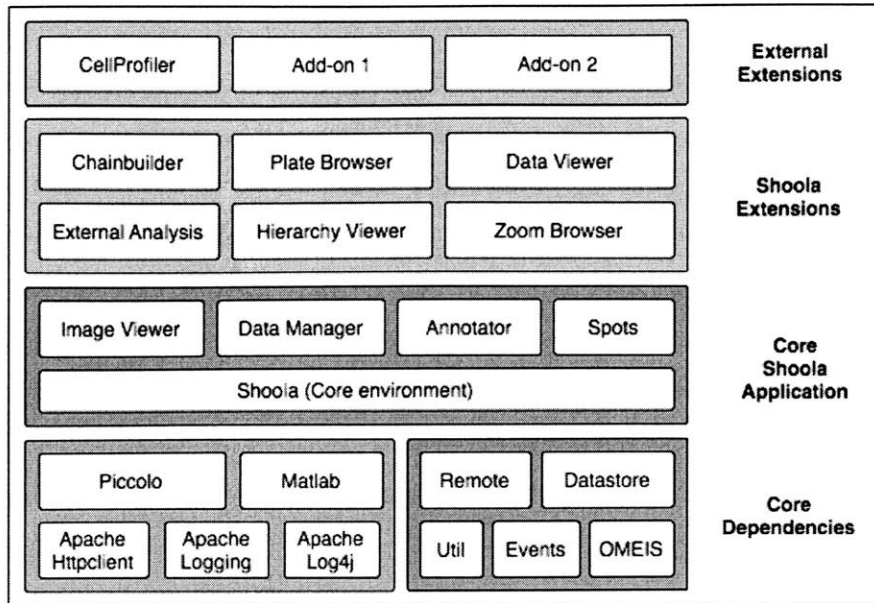 CellProfiler
Add-on 1
Add-on 2
External
Extensions
Chainbuilder
Plate Browser
Data Viewer
External Analysis
Hierarchy Viewer
Zoom Browser
Shoola
Extensions
Image Viewer
Data Manager
Annotator
Spots
Shoola (Core environment)
Core
Shoola
Application
Piccolo
Matlab
Apache
Httpclient
Apache
Logging
Apache
Log4j
Remote
Datastore
Util
Events
OMEIS
Core
Dependencies